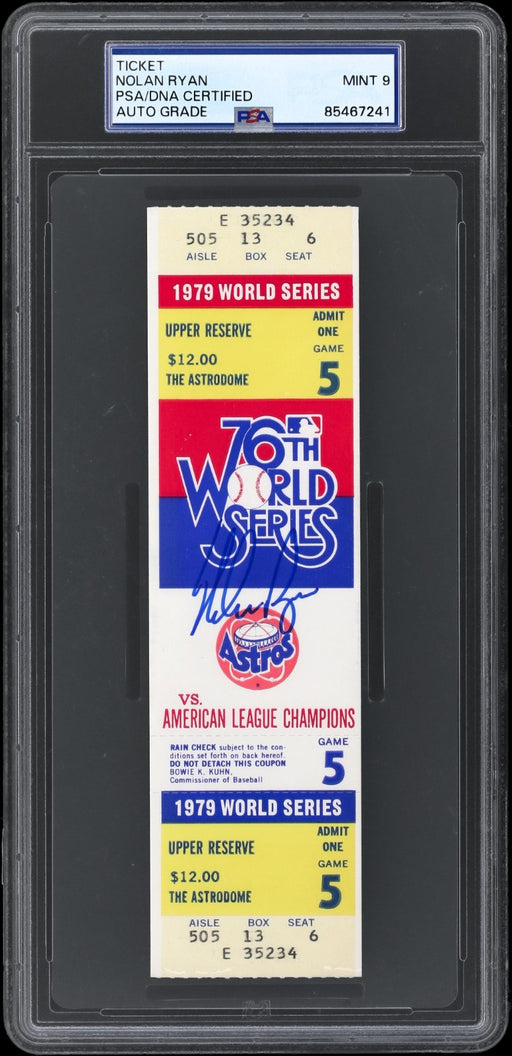 TICKET
NOLAN RYAN MINT 9
PSA/DNA CERTIFIED
AUTO GRADE PSA 85467241
E 35234
505 13 6
AISLE BOX SEAT
1979 WORLD SERIES
UPPER RESERVE
$12.00
THE ASTRODOME
ADMIT
ONE
GAME
5
76TH
WORLD
SERIES
Nolan Ryan
Astros
VS.
AMERICAN LEAGUE CHAMPIONS
RAIN CHECK subject to the con-
ditions set forth on back hereof.
DO NOT DETACH THIS COUPON
BOWIE K. KUHN,
Commissioner of Baseball
GAME
5
1979 WORLD SERIES
UPPER RESERVE
$12.00
THE ASTRODOME
ADMIT
ONE
GAME
5
AISLE BOX SEAT
505 13 6
E 35234